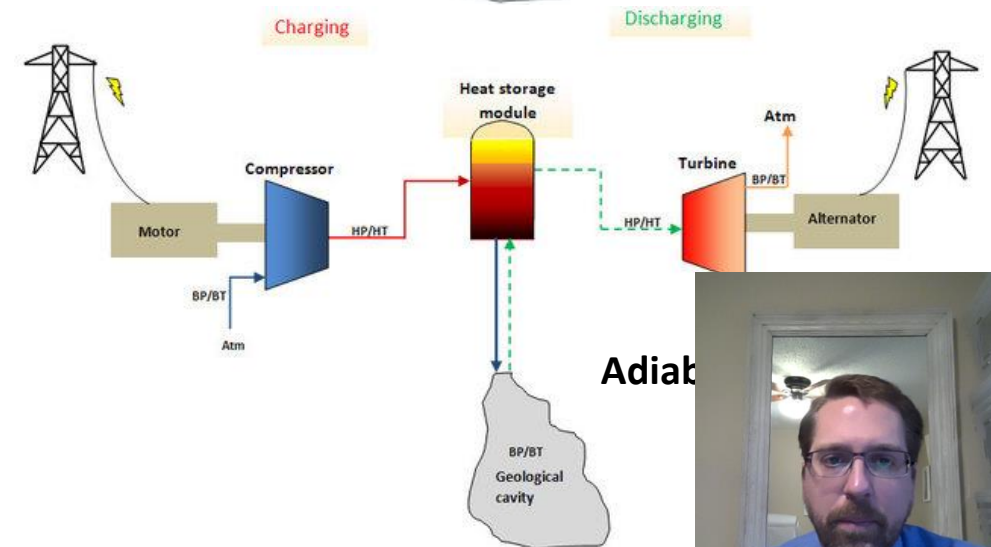 Charging
Discharging
Heat storage
module
Atm
Compressor
Turbine
BP/BT
Motor
HP/HT
HP/HT
Alternator
BP/BT
Atm
Adiab
BP/BT
Geological
cavity